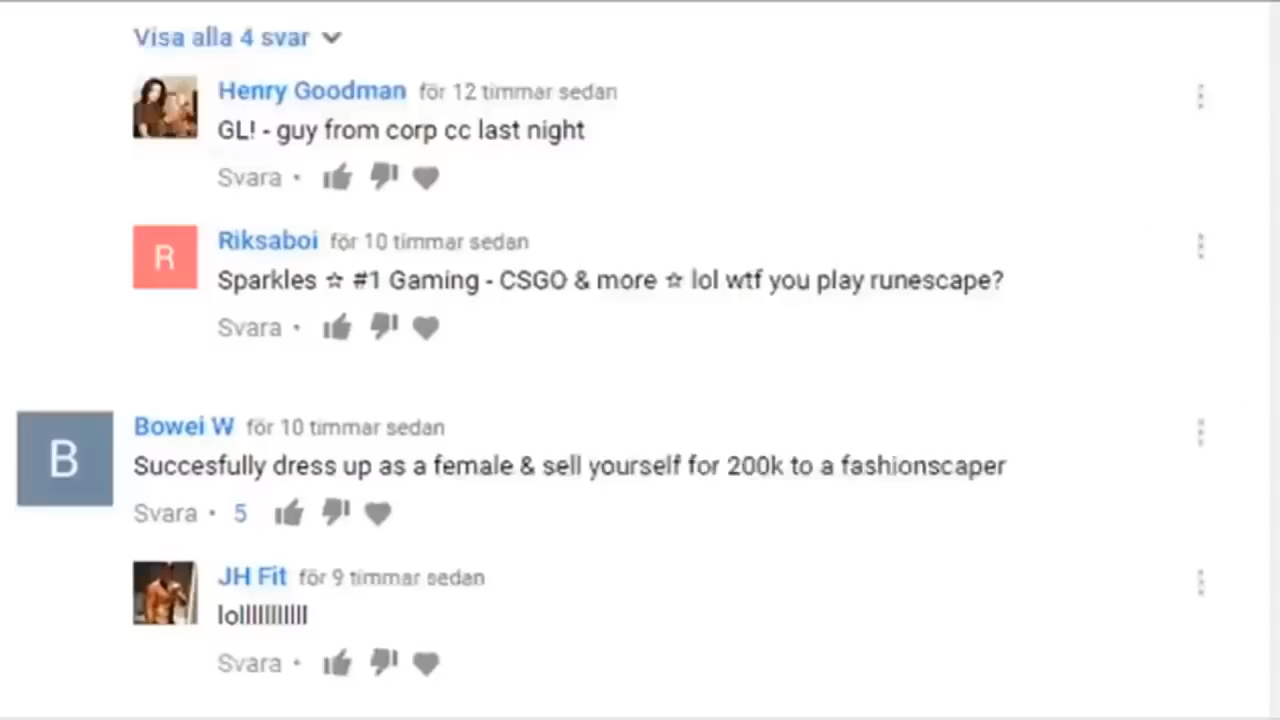 Visa alla 4 svar
Henry Goodman för 12 timmar sedan
GL! - guy from corp cc last night
Svara •
R
Riksaboi för 10 timmar sedan
Sparkles ☆ #1 Gaming - CSGO & more ☆ lol wtf you play runescape?
Svara •
B
Bowei W för 10 timmar sedan
Succesfully dress up as a female & sell yourself for 200k to a fashionscaper
Svara • 5
JH Fit för 9 timmar sedan
lolllllllllll
Svara •